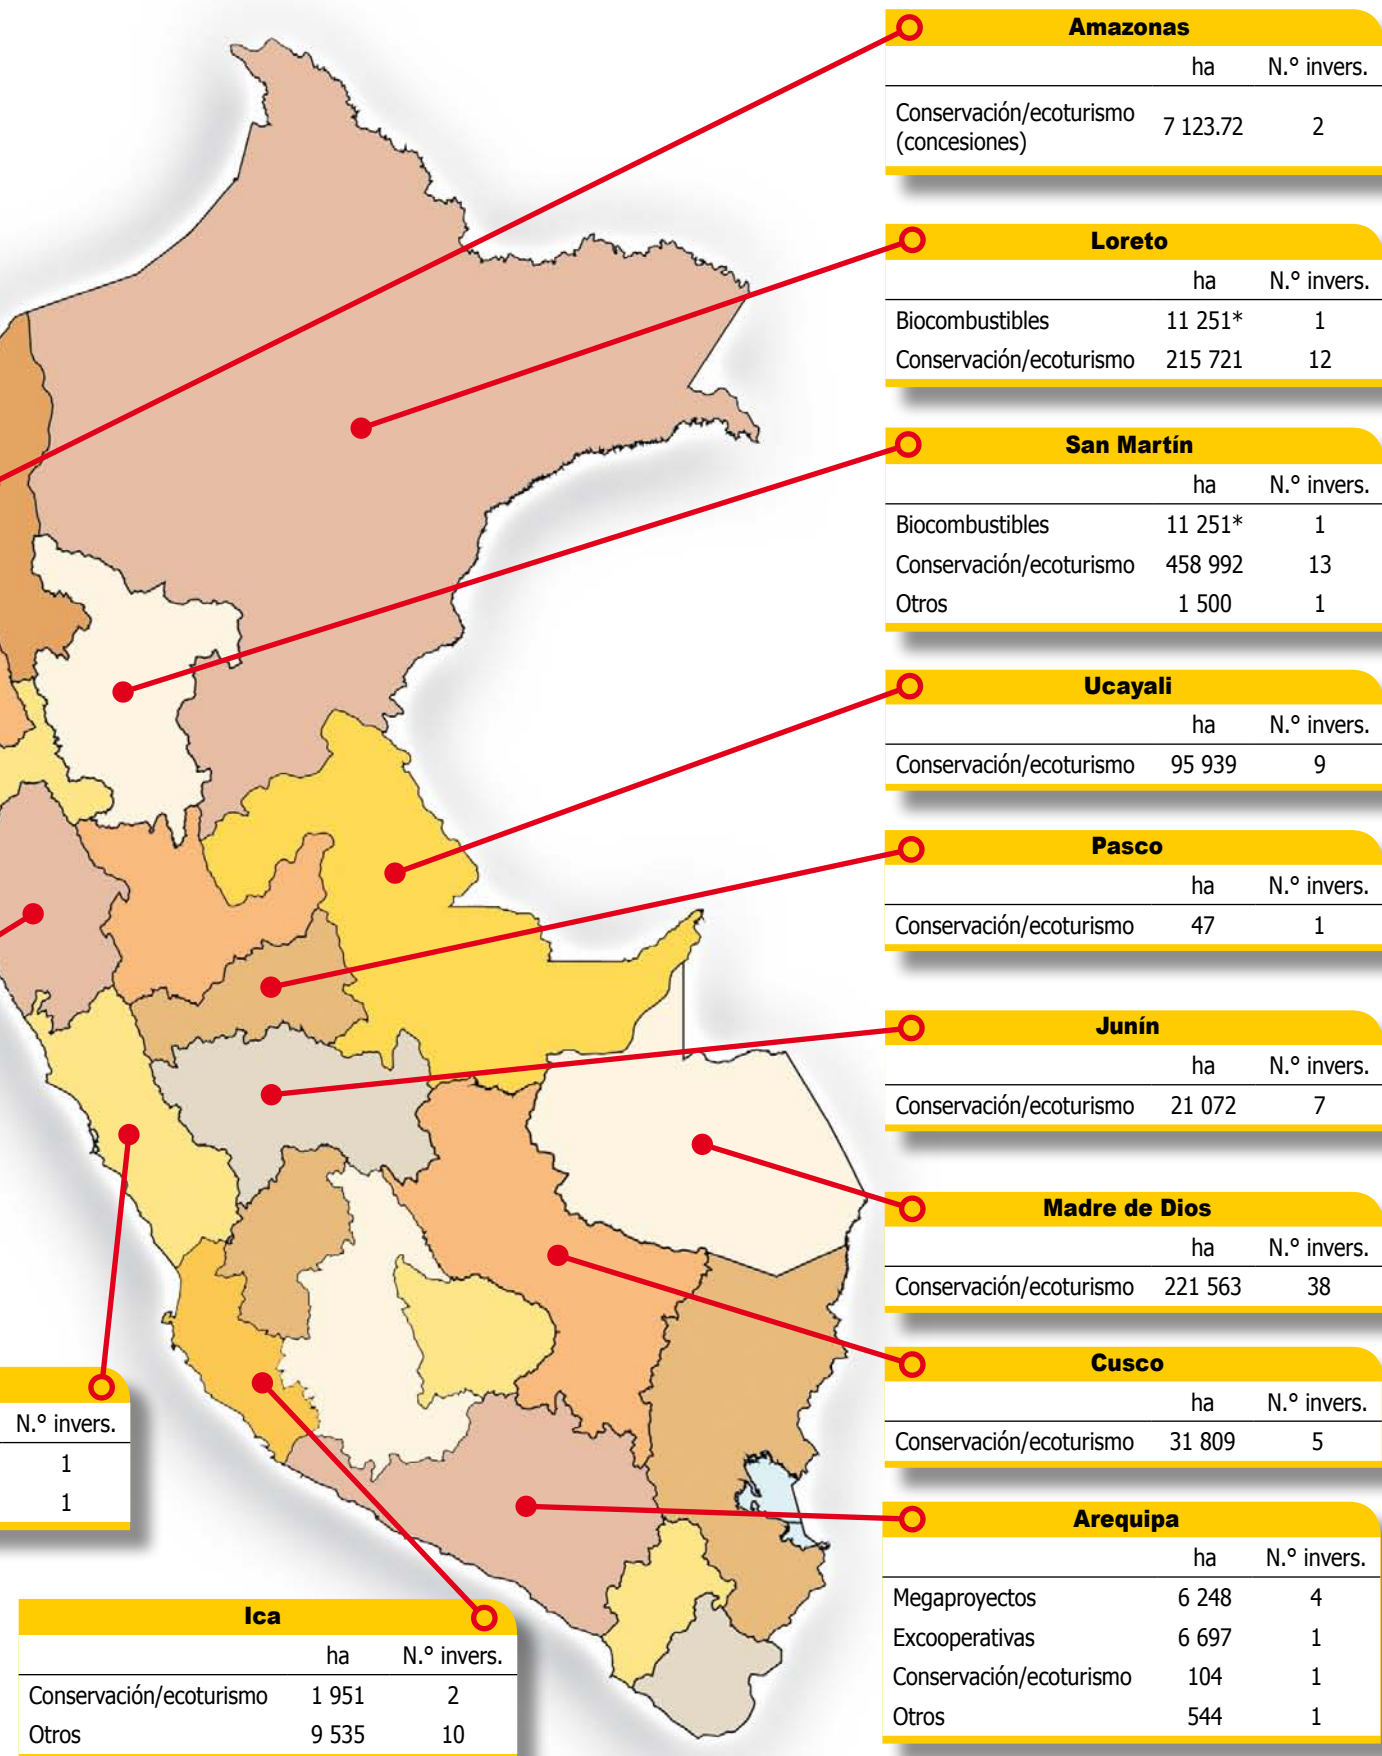 Amazonas
ha N.° invers.
Conservación/ecoturismo
(concesiones) 7 123.72 2
Loreto
ha N.° invers.
Biocombustibles 11 251* 1
Conservación/ecoturismo 215 721 12
San Martín
ha N.° invers.
Biocombustibles 11 251* 1
Conservación/ecoturismo 458 992 13
Otros 1 500 1
Ucayali
ha N.° invers.
Conservación/ecoturismo 95 939 9
Pasco
ha N.° invers.
Conservación/ecoturismo 47 1
Junín
ha N.° invers.
Conservación/ecoturismo 21 072 7
Madre de Dios
ha N.° invers.
Conservación/ecoturismo 221 563 38
Cusco
ha N.° invers.
Conservación/ecoturismo 31 809 5
Arequipa
ha N.° invers.
Megaproyectos 6 248 4
Excooperativas 6 697 1
Conservación/ecoturismo 104 1
Otros 544 1
N.° invers.
1
1
Ica
ha N.° invers.
Conservación/ecoturismo 1 951 2
Otros 9 535 10